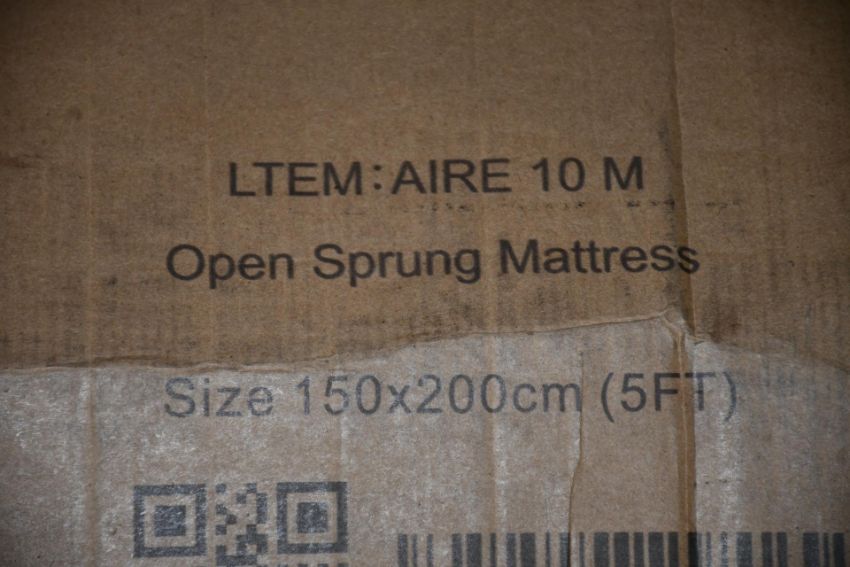 LTEM:AIRE 10 M
Open Sprung Mattress
Size 150x200cm (5FT)